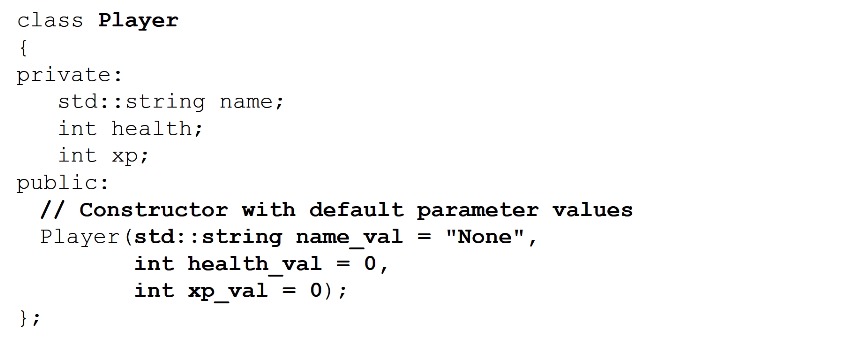 class Player
{
private:
   std::string name;
   int health;
   int xp;
public:
  // Constructor with default parameter values
  Player(std::string name_val = "None",
         int health_val = 0,
         int xp_val = 0);
};